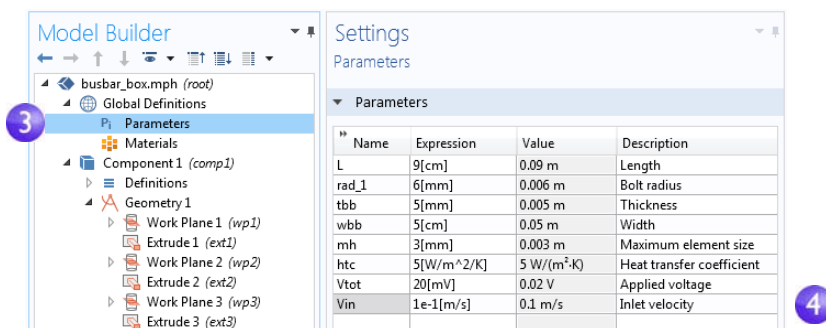 Model Builder
busbar_box.mph (root)
Global Definitions
3
Pi Parameters
Materials
Component 1 (comp1)
Definitions
Geometry 1
Work Plane 1 (wp1)
Extrude 1 (ext1)
Work Plane 2 (wp2)
Extrude 2 (ext2)
Work Plane 3 (wp3)
Extrude 3 (ext3)
Settings
Parameters
Parameters
Name Expression Value Description
L 9[cm] 0.09 m Length
rad_1 6[mm] 0.006 m Bolt radius
tbb 5[mm] 0.005 m Thickness
wbb 5[cm] 0.05 m Width
mh 3[mm] 0.003 m Maximum element size
htc 5[W/m^2/K] 5 W/(m²·K) Heat transfer coefficient
Vtot 20[mV] 0.02 V Applied voltage
Vin 1e-1[m/s] 0.1 m/s Inlet velocity
4